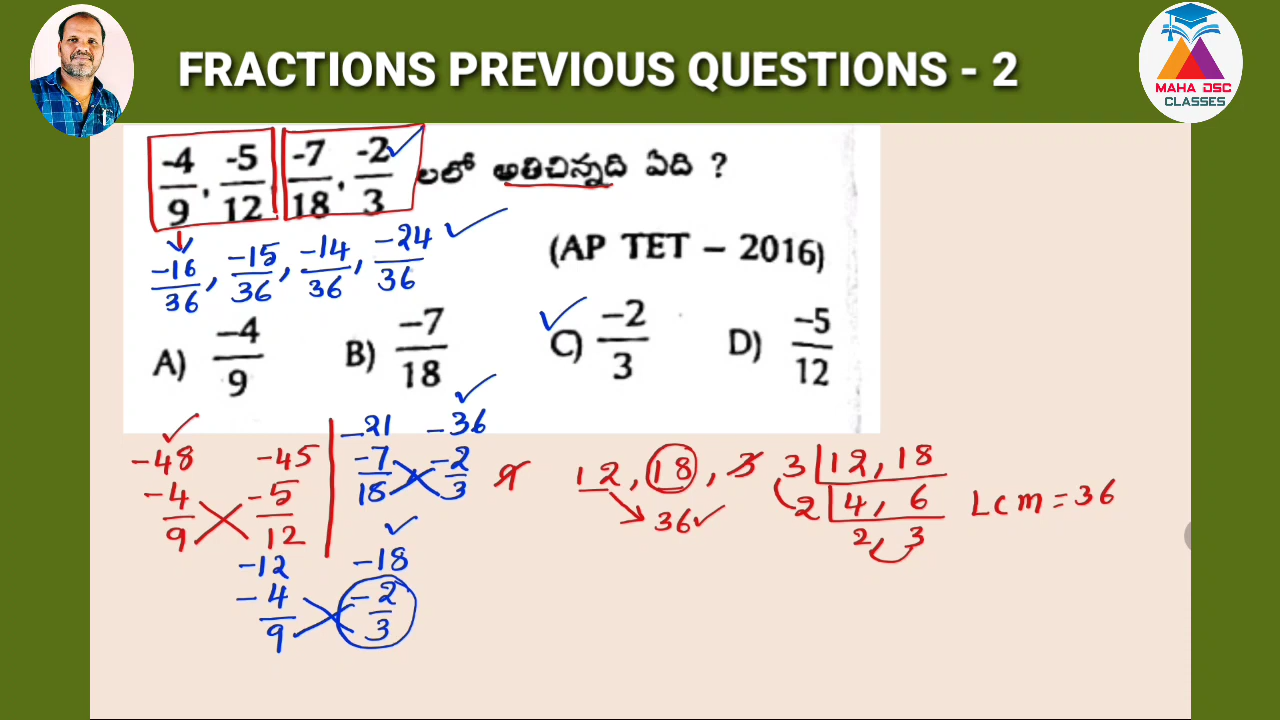 FRACTIONS PREVIOUS QUESTIONS - 2
MAHA DSC
CLASSES
-4/9, -5/12, -7/18, -2/3 లలో అతిచిన్నది ఏది ?
-16/36, -15/36, -14/36, -24/36
(AP TET – 2016)
A) –4/9 B) –7/18 C) –2/3 D) –5/12
-48 -45
-4/9 -5/12
-21 -36
-7/18 -2/3
-12 -18
-4/9 -2/3
9 12, 18, 3
36
3 12, 18
2 4, 6
2, 3
LCM = 36